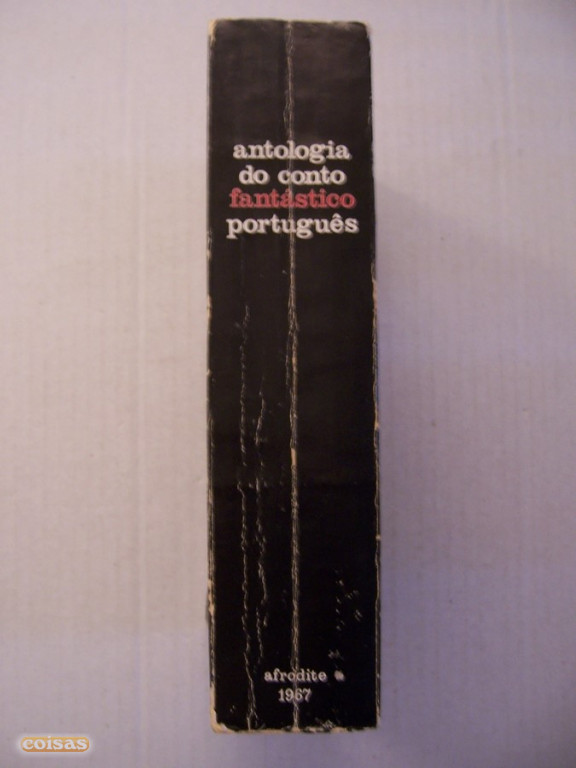 antologia
do conto
fantástico
português
afrodite
1967
coisas